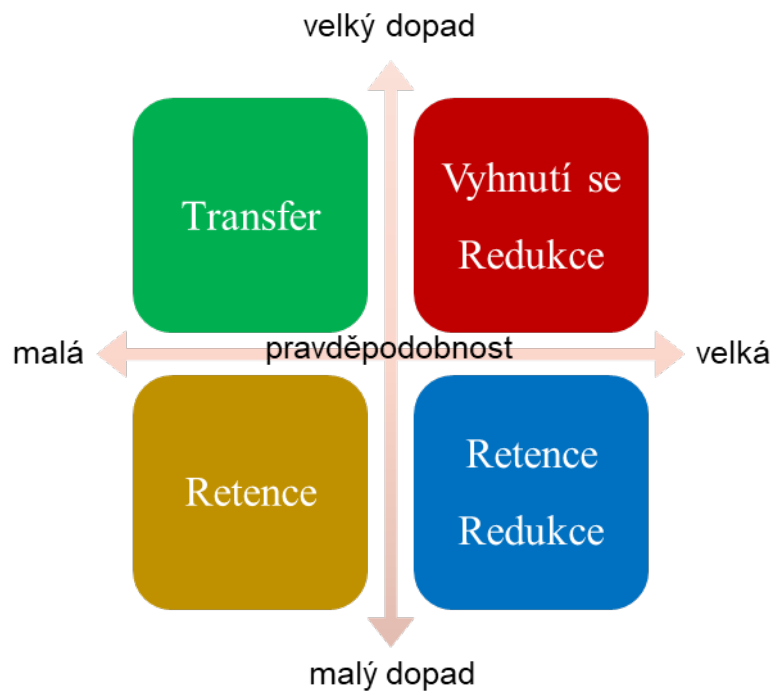 velký dopad
Transfer
Vyhnutí se
Redukce
malá
pravděpodobnost
velká
Retence
Retence
Redukce
malý dopad